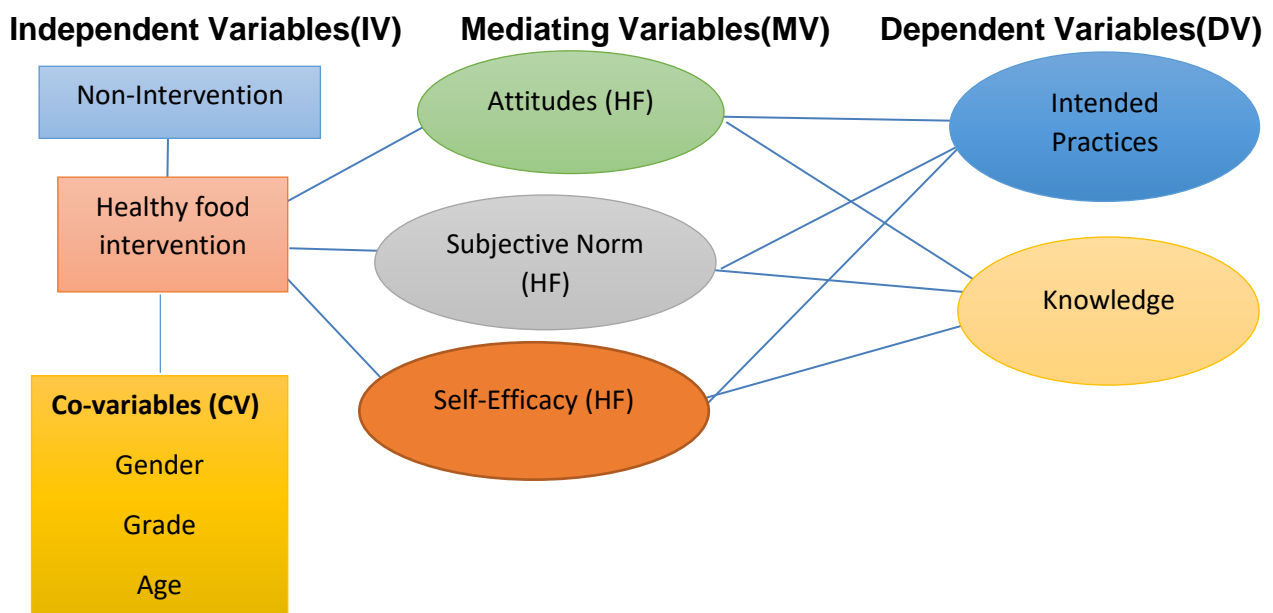 Independent Variables(IV)
Mediating Variables(MV)
Dependent Variables(DV)
Non-Intervention
Healthy food
intervention
Co-variables (CV)
Gender
Grade
Age
Attitudes (HF)
Subjective Norm
(HF)
Self-Efficacy (HF)
Intended
Practices
Knowledge